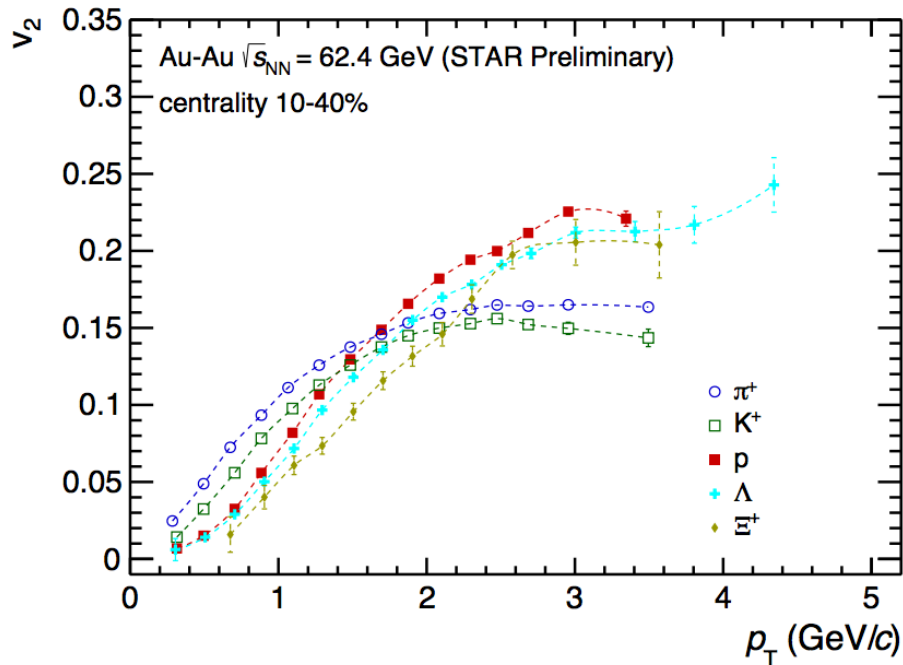 v₂
0.35
0.3
0.25
0.2
0.15
0.1
0.05
0
Au-Au √sNN = 62.4 GeV (STAR Preliminary)
centrality 10-40%
π⁺
K⁺
p
Λ
Ξ⁺
0 1 2 3 4 5
pT (GeV/c)